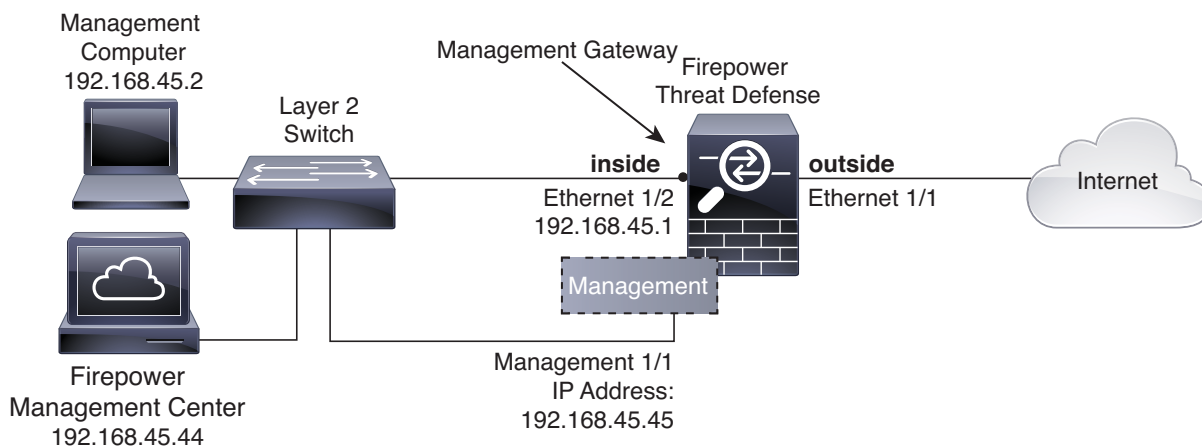 Management
Computer
192.168.45.2
Layer 2
Switch
Management Gateway
Firepower
Threat Defense
inside
Ethernet 1/2
192.168.45.1
outside
Ethernet 1/1
Internet
Management
Management 1/1
IP Address:
192.168.45.45
Firepower
Management Center
192.168.45.44